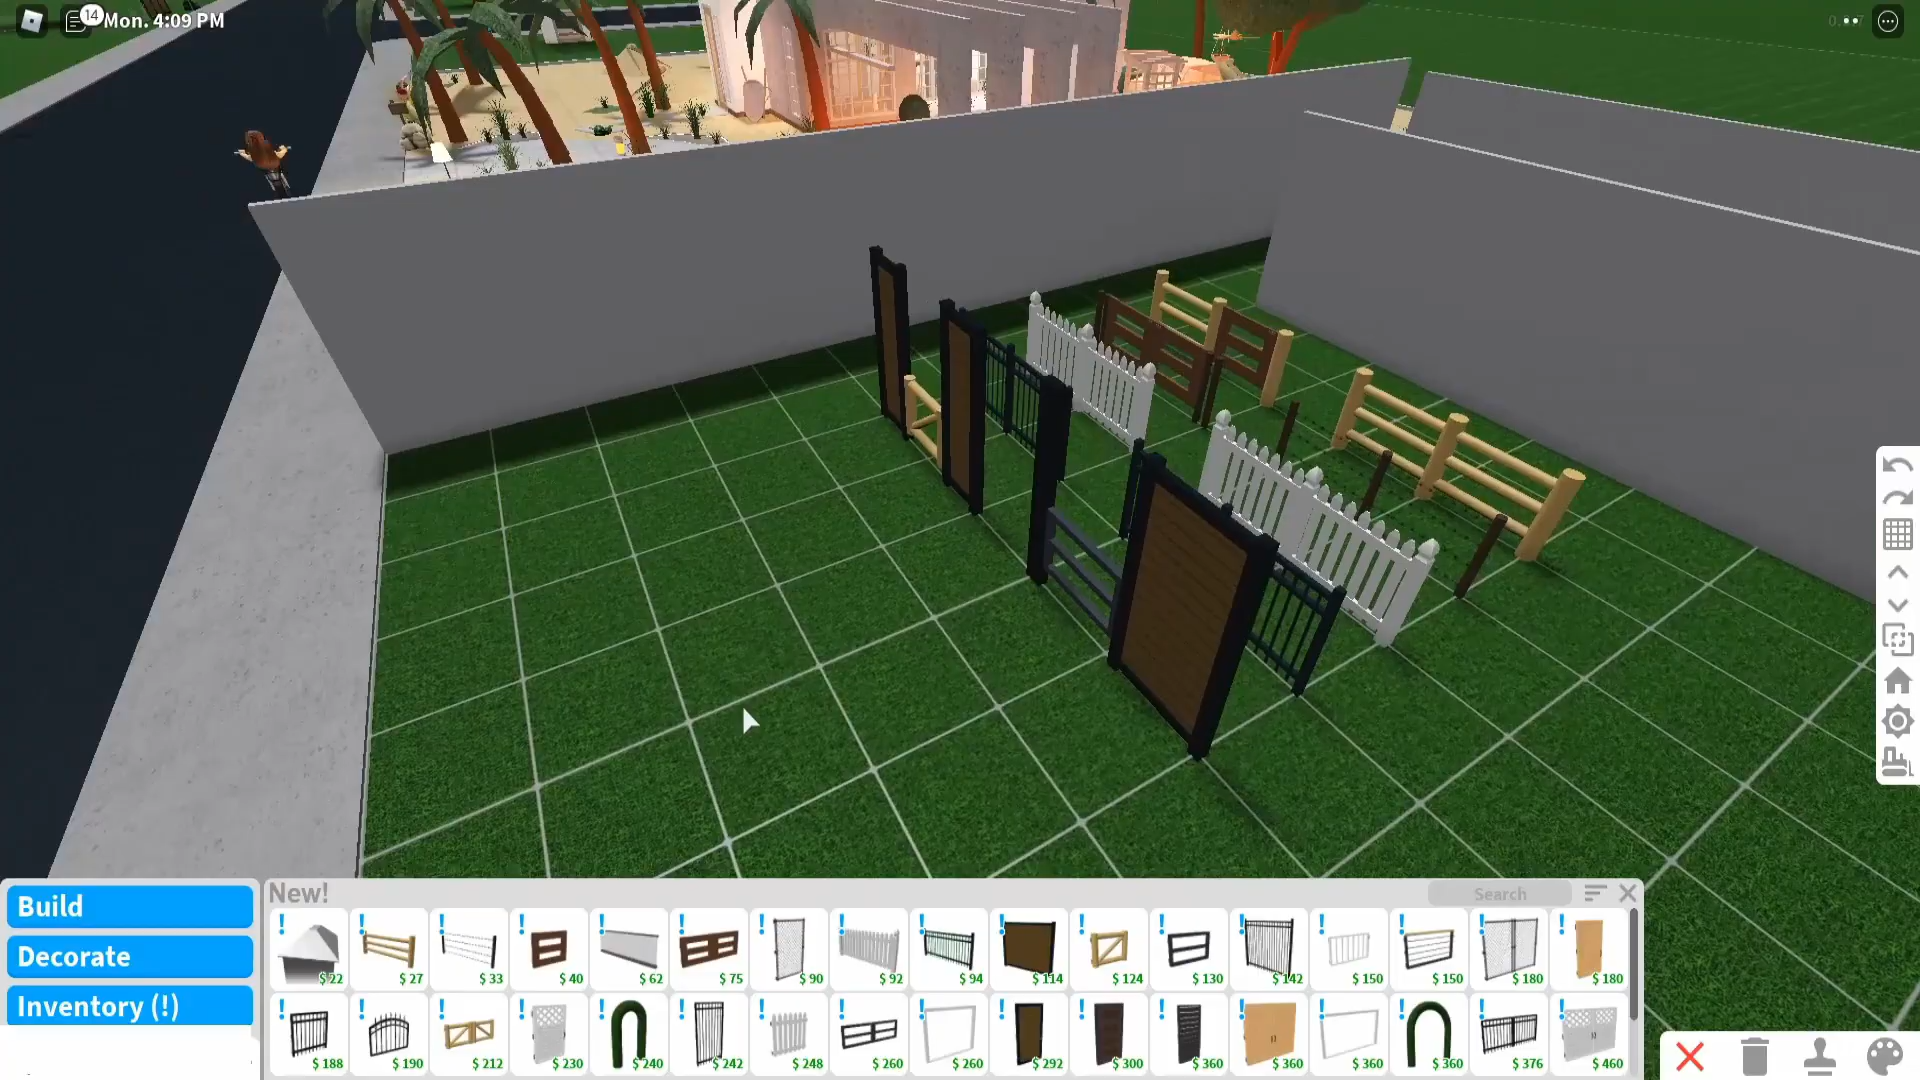 14 Mon. 4:09 PM
Build
Decorate
Inventory (!)
New!
Search
! ! ! ! ! ! ! ! ! ! ! ! ! ! ! ! !
$ 22 $ 27 $ 33 $ 40 $ 62 $ 75 $ 90 $ 92 $ 94 $ 114 $ 124 $ 130 $ 142 $ 150 $ 150 $ 180 $ 180
! ! ! ! ! ! ! ! ! ! ! ! ! ! ! ! !
$ 188 $ 190 $ 212 $ 230 $ 240 $ 242 $ 248 $ 260 $ 260 $ 292 $ 300 $ 360 $ 360 $ 360 $ 360 $ 376 $ 460